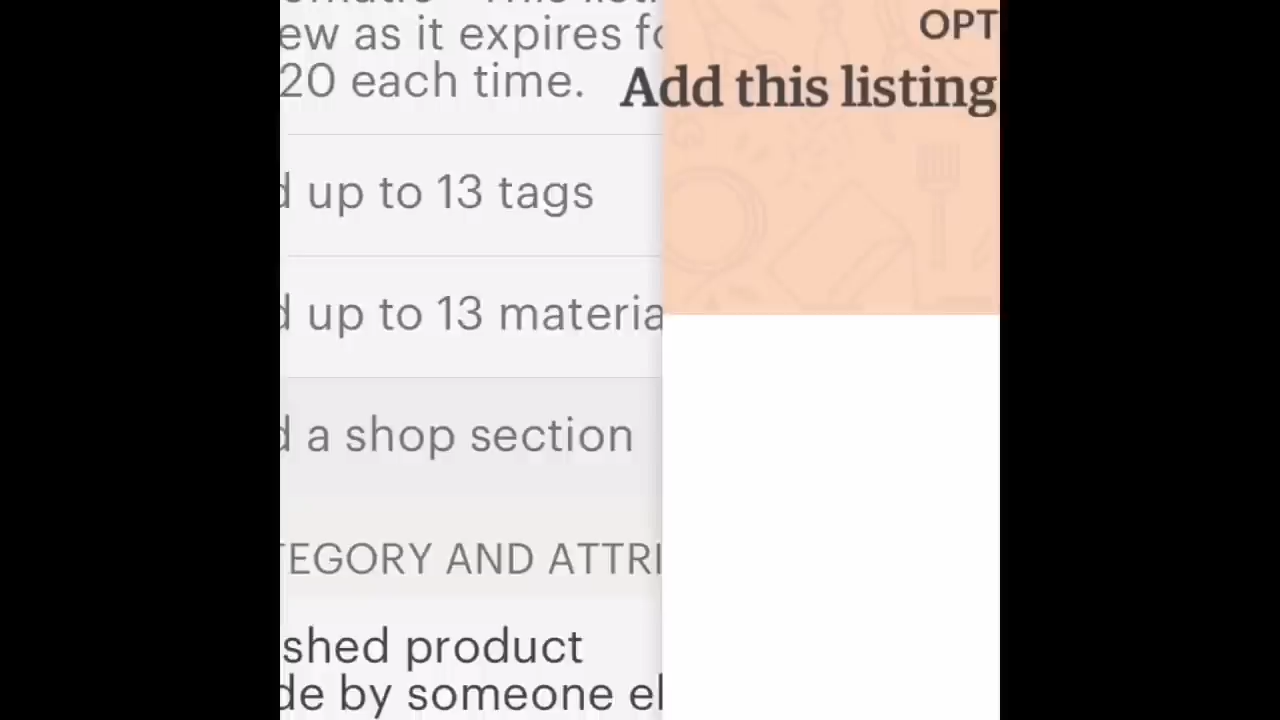 ew as it expires fo
20 each time.
up to 13 tags
up to 13 materia
a shop section
TEGORY AND ATTRI
shed product
de by someone el
OPT
Add this listing